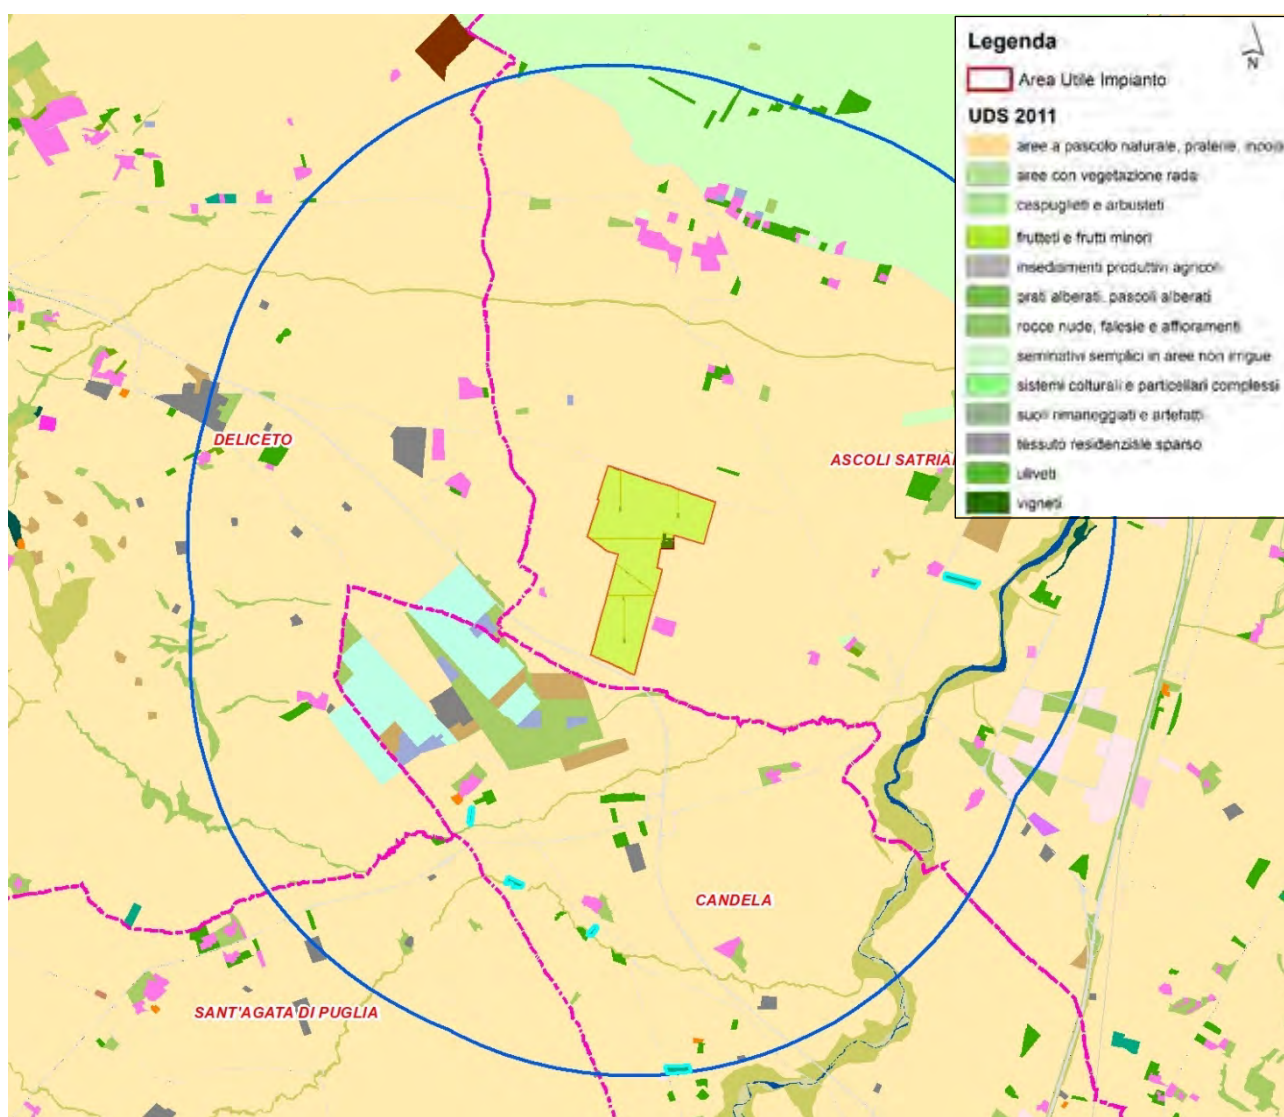 Legenda
N
Area Utile Impianto
UDS 2011
aree a pascolo naturale, praterie, incolti
aree con vegetazione rada
cespuglieti e arbusteti
frutteti e frutti minori
insediamenti produttivi agricoli
prati alberati, pascoli alberati
rocce nude, falesie e affioramenti
seminativi semplici in aree non irrigue
sistemi colturali e particellari complessi
suoli rimaneggiati e artefatti
tessuto residenziale sparso
uliveti
vigneti
DELICETO
ASCOLI SATRIA
CANDELA
SANT'AGATA DI PUGLIA